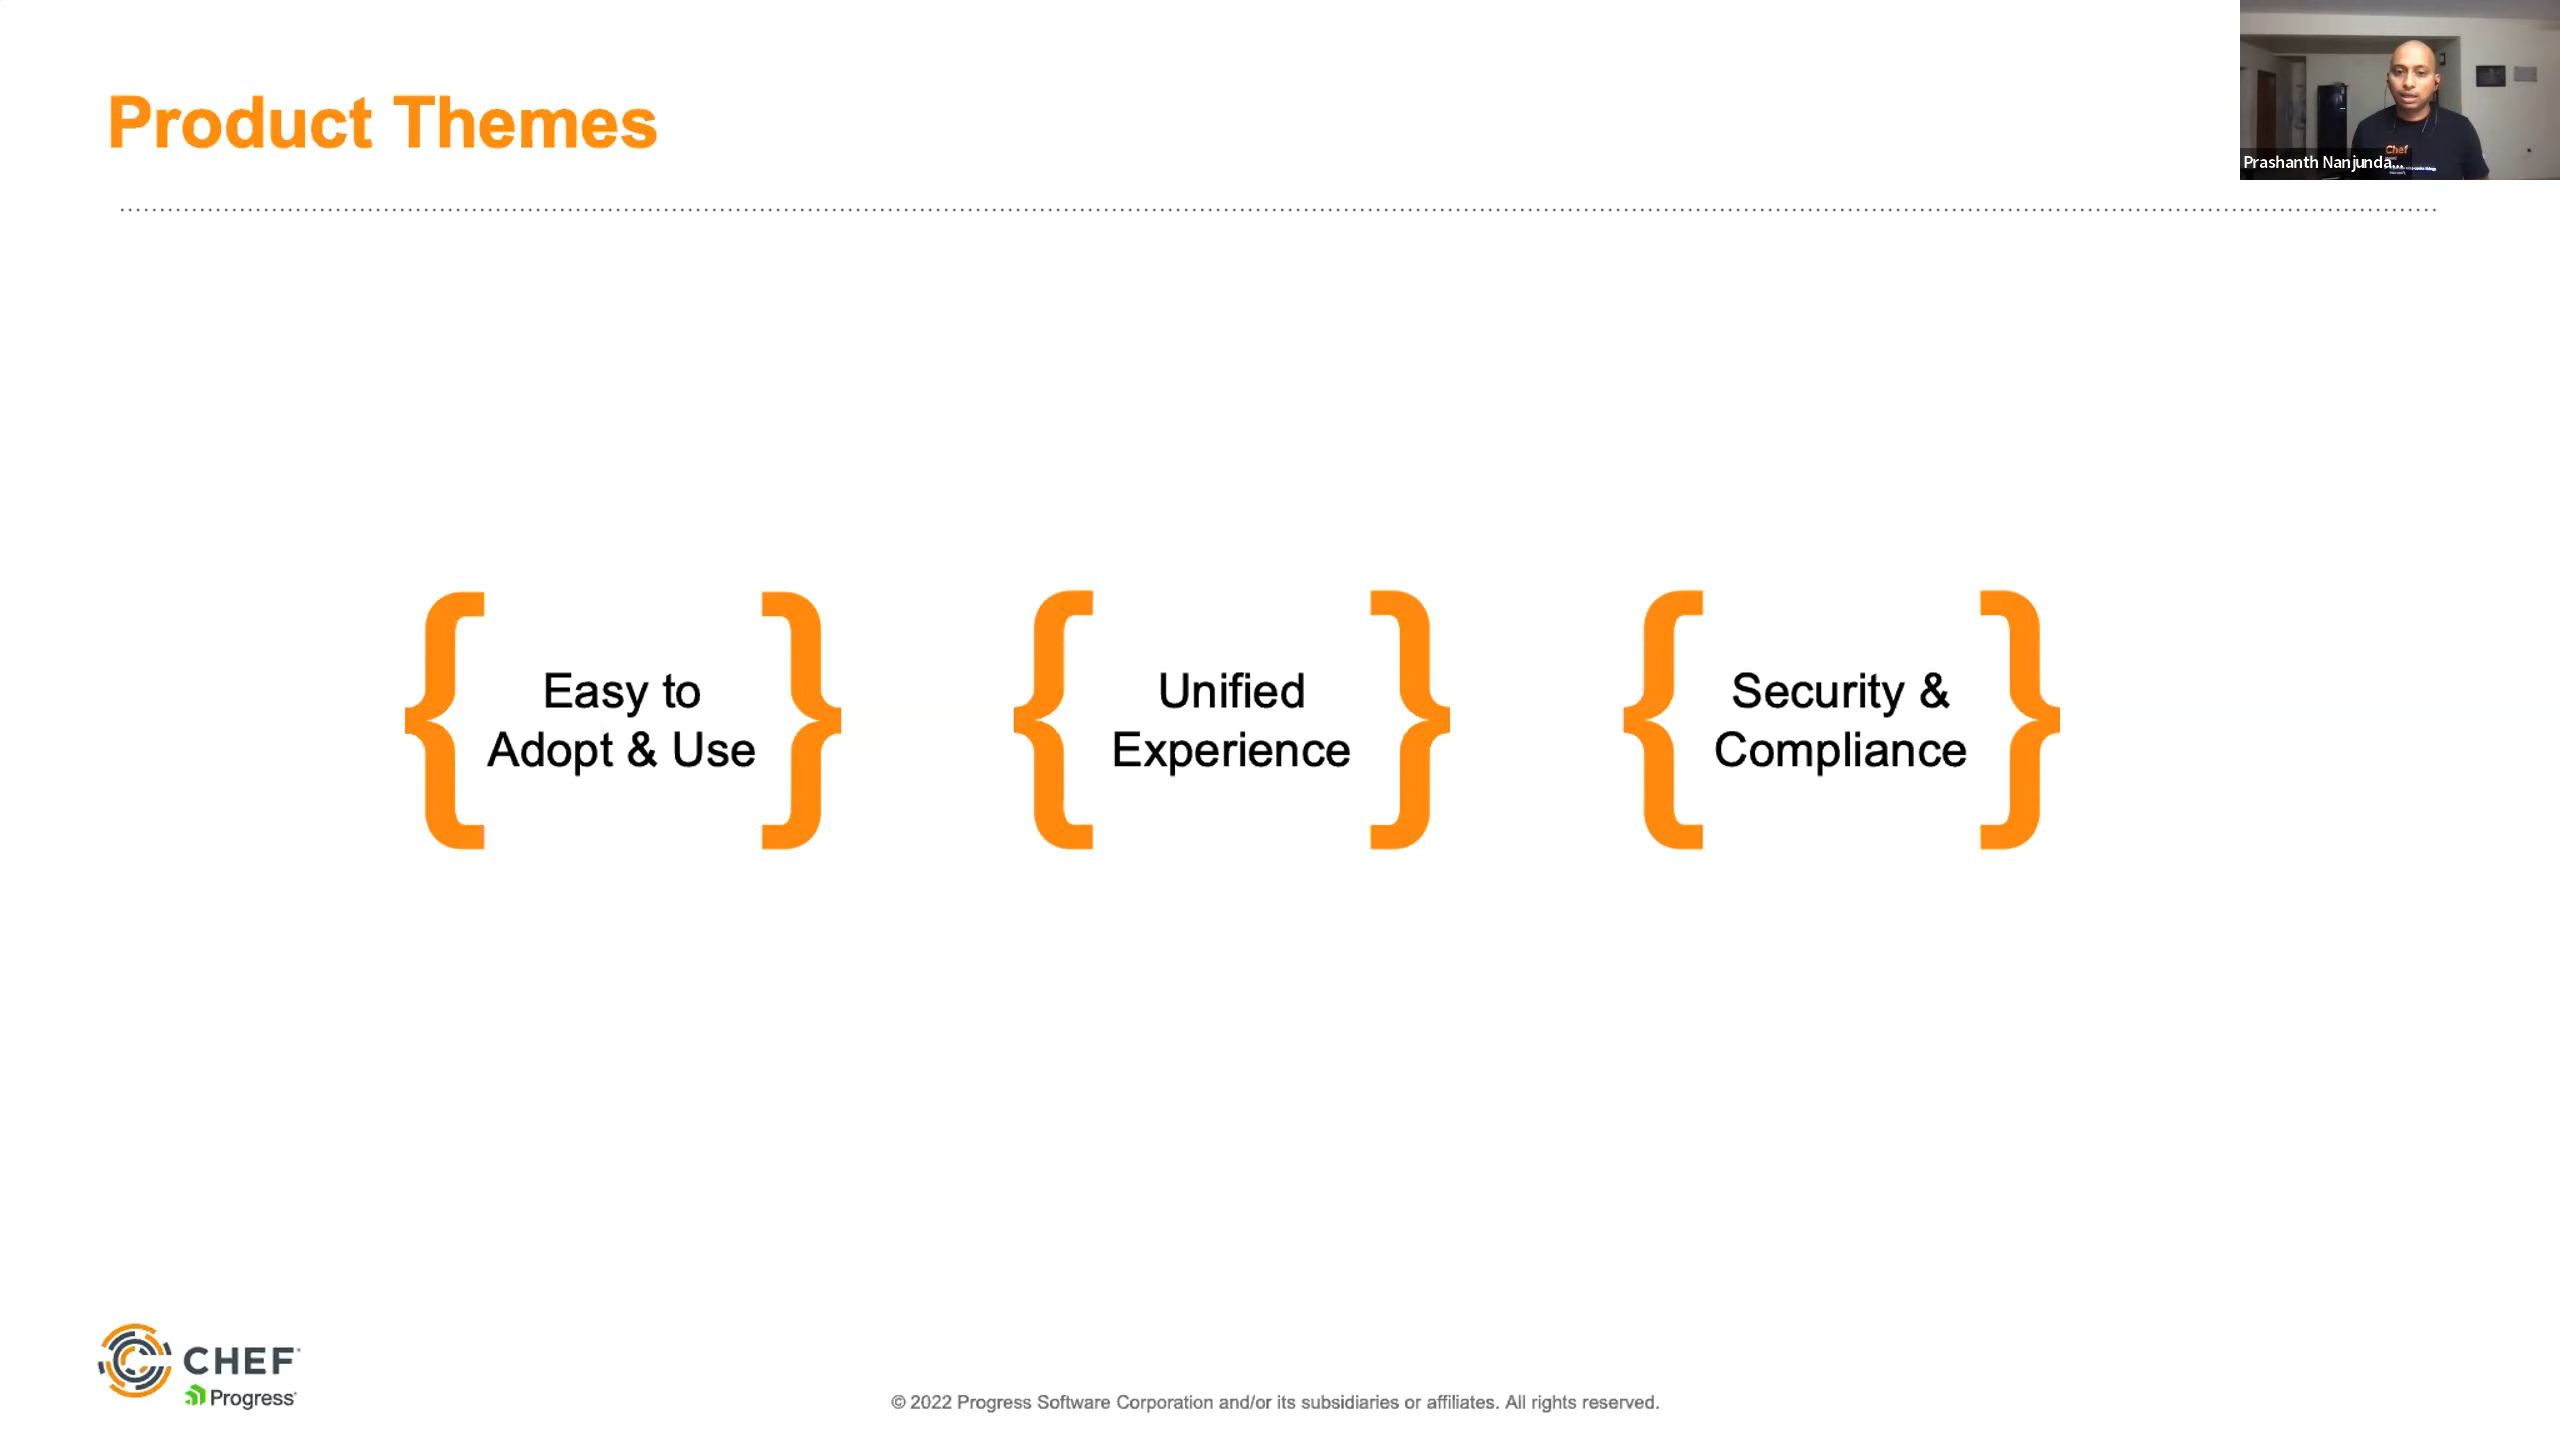 Product Themes
Prashanth Nanjunda...
Chef
Easy to
Adopt & Use
Unified
Experience
Security &
Compliance
CHEF
Progress
© 2022 Progress Software Corporation and/or its subsidiaries or affiliates. All rights reserved.